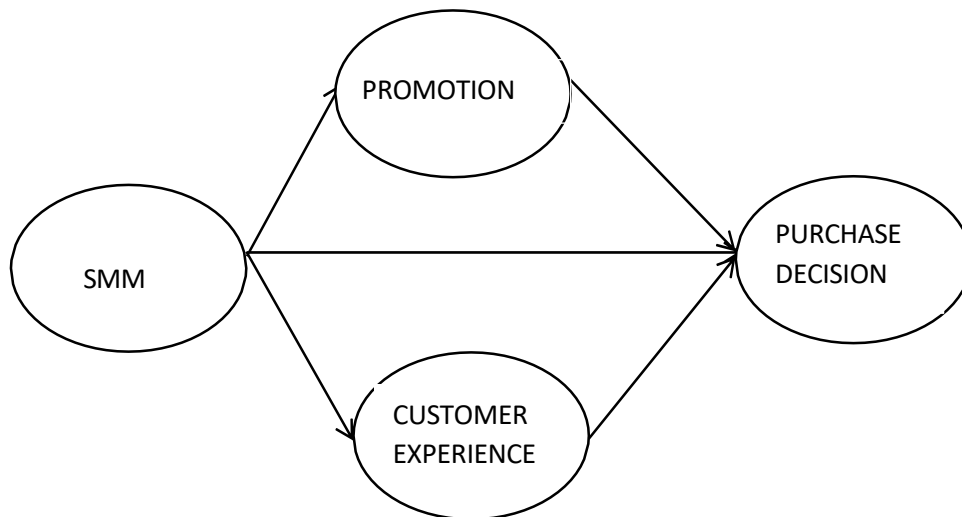 PROMOTION
SMM
PURCHASE
DECISION
CUSTOMER
EXPERIENCE